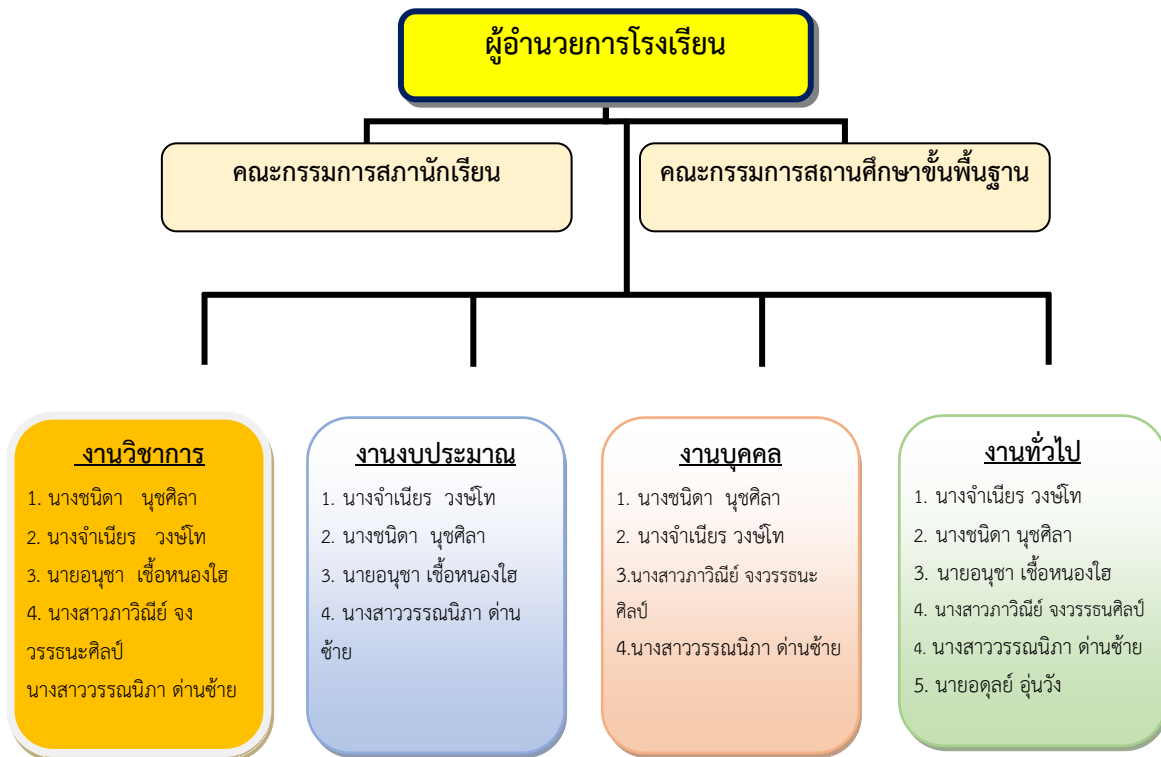 ผู้อำนวยการโรงเรียน
คณะกรรมการสภานักเรียน
คณะกรรมการสถานศึกษาขั้นพื้นฐาน
งานวิชาการ
1. นางชนิดา นุชศิลา
2. นางจำเนียร วงษ์โท
3. นายอนุชา เชื้อหนองใฮ
4. นางสาวภาวิณีย์ จง
วรรธนะศิลป์
นางสาววรรณนิภา ด่านซ้าย
งานงบประมาณ
1. นางจำเนียร วงษ์โท
2. นางชนิดา นุชศิลา
3. นายอนุชา เชื้อหนองใฮ
4. นางสาววรรณนิภา ด่าน
ซ้าย
งานบุคคล
1. นางชนิดา นุชศิลา
2. นางจำเนียร วงษ์โท
3.นางสาวภาวิณีย์ จงวรรธนะ
ศิลป์
4.นางสาววรรณนิภา ด่านซ้าย
งานทั่วไป
1. นางจำเนียร วงษ์โท
2. นางชนิดา นุชศิลา
3. นายอนุชา เชื้อหนองใฮ
4. นางสาวภาวิณีย์ จงวรรธนศิลป์
4. นางสาววรรณนิภา ด่านซ้าย
5. นายอดุลย์ อุ่นวัง